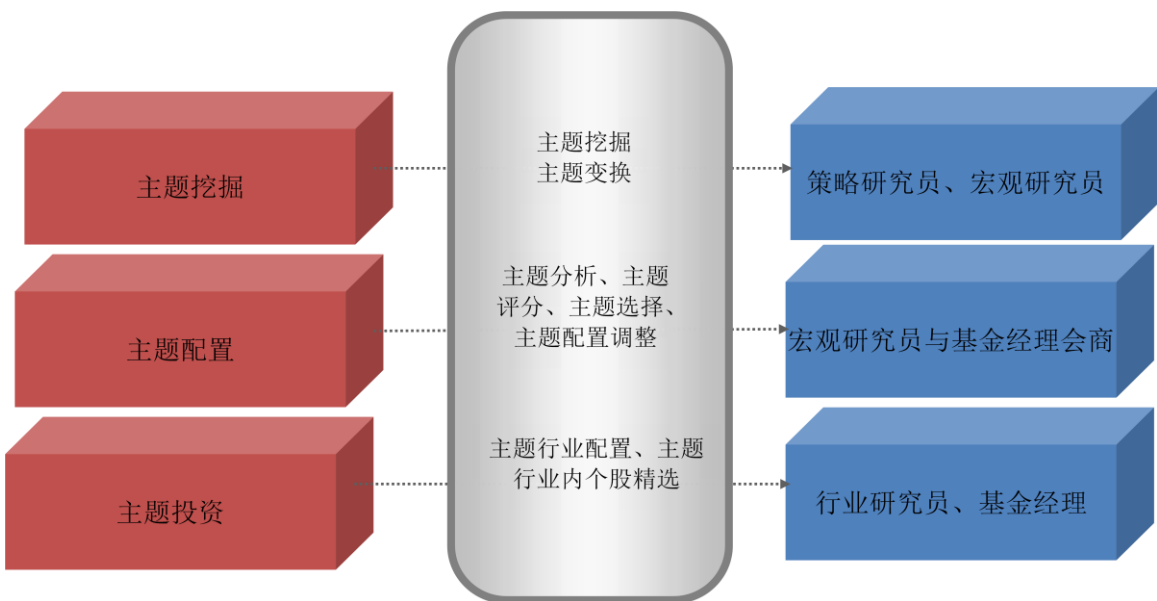 主题挖掘
主题挖掘
主题变换
策略研究员、宏观研究员
主题配置
主题分析、主题
评分、主题选择、
主题配置调整
宏观研究员与基金经理会商
主题投资
主题行业配置、主题
行业内个股精选
行业研究员、基金经理